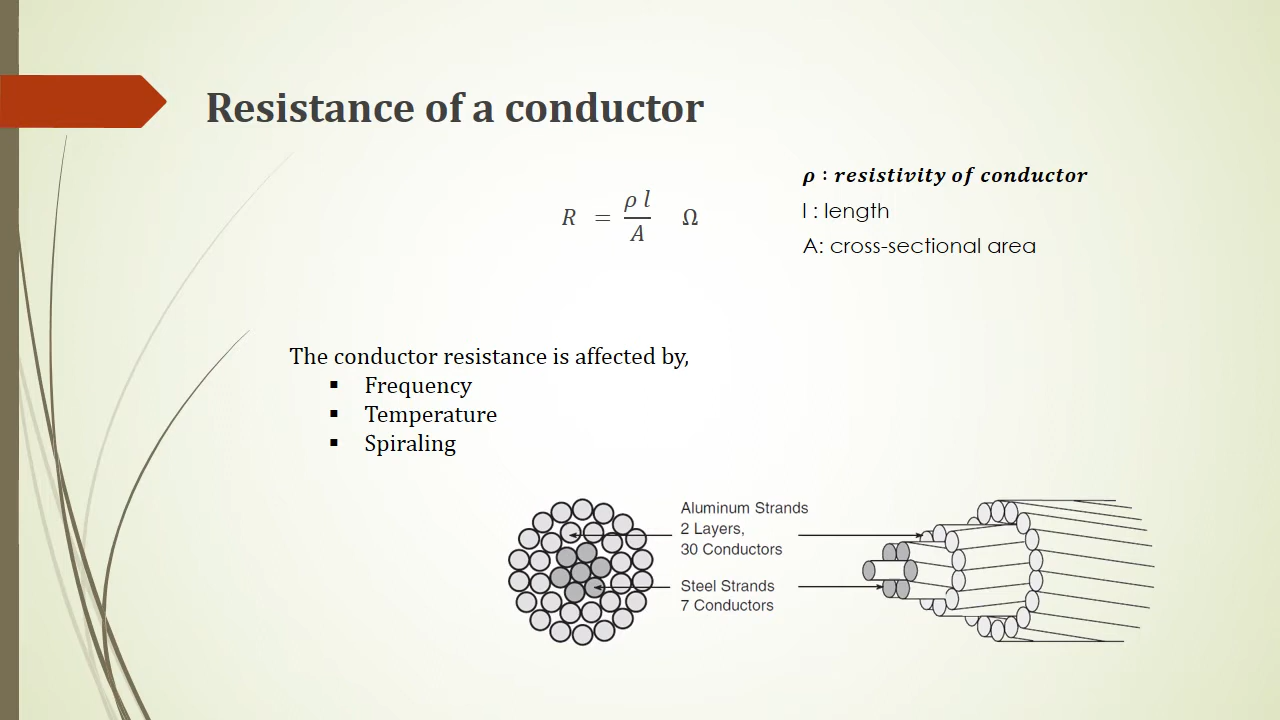 Resistance of a conductor
R = ρ l / A Ω
ρ : resistivity of conductor
l : length
A: cross-sectional area
The conductor resistance is affected by,
▪ Frequency
▪ Temperature
▪ Spiraling
Aluminum Strands
2 Layers,
30 Conductors
Steel Strands
7 Conductors